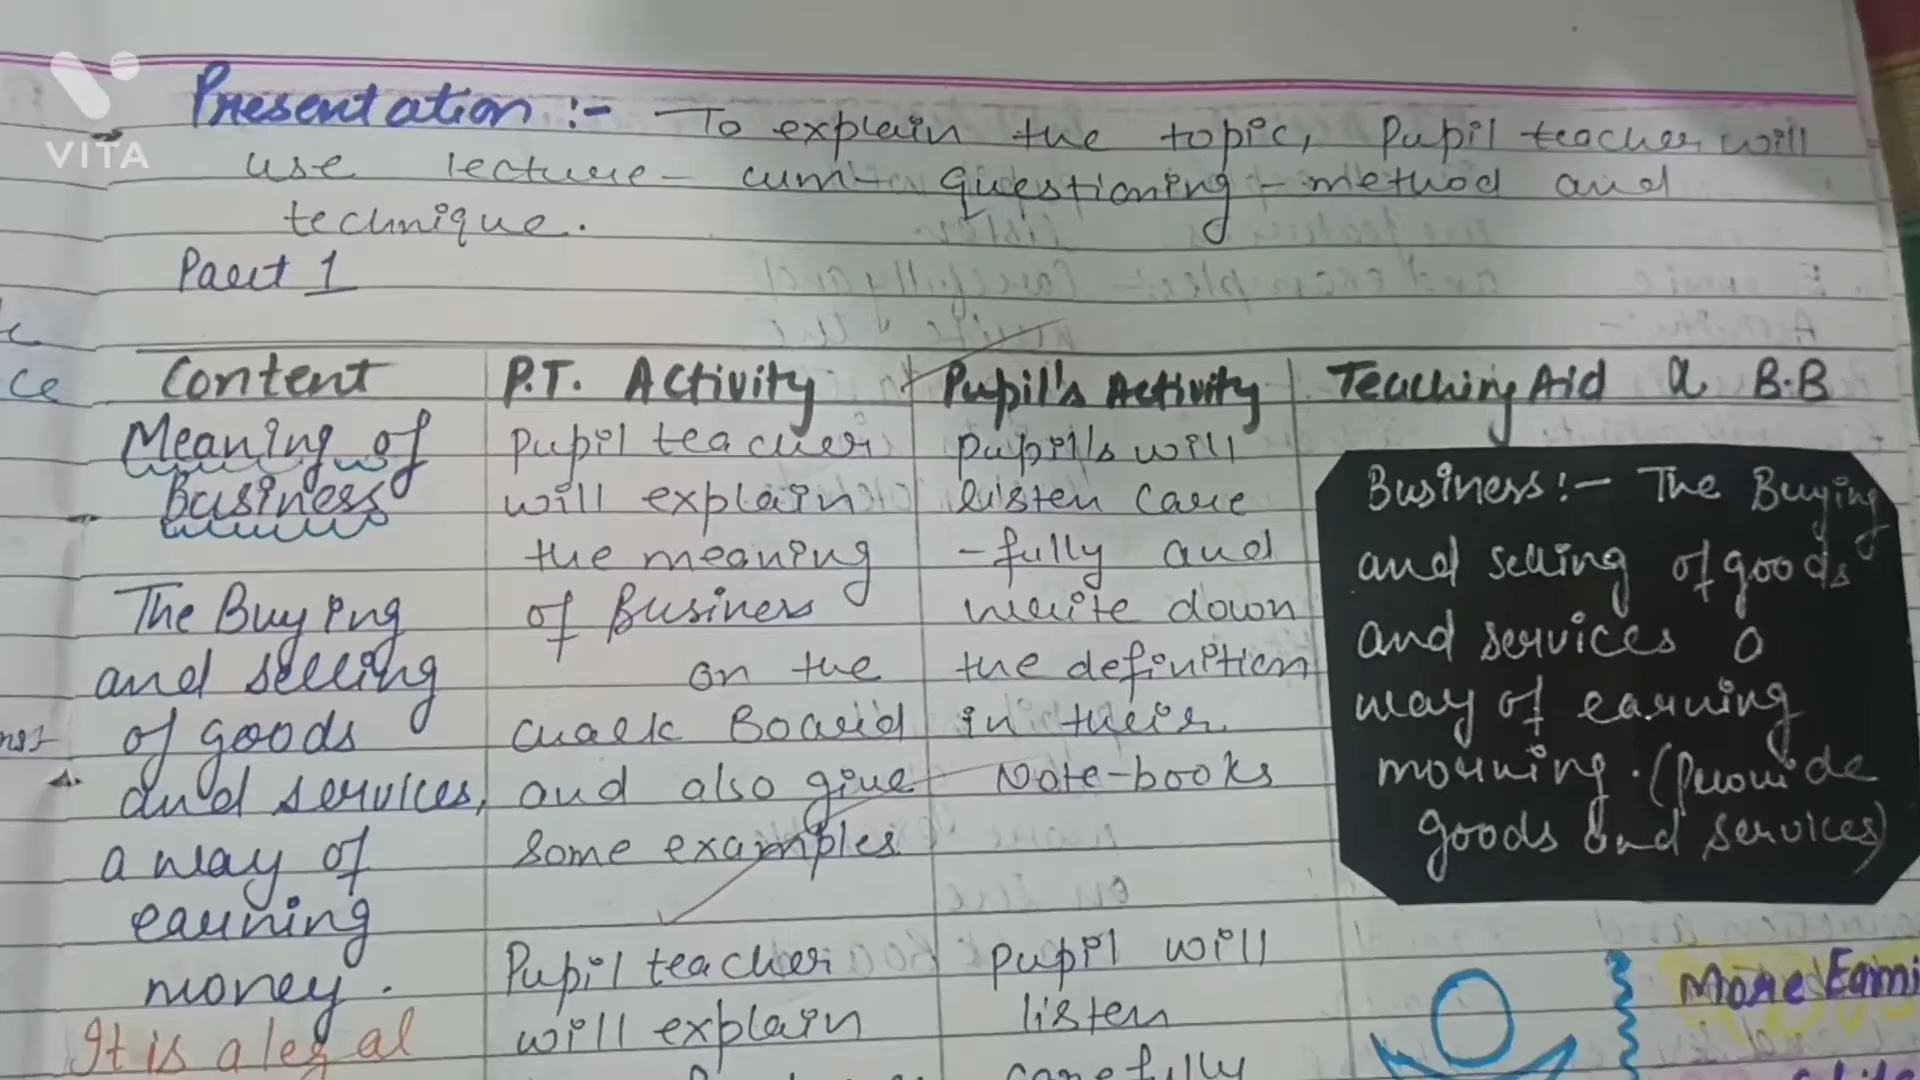 VITA
Presentation :- To explain the topic, Pupil teacher will
use lecture - cum - questioning - method and
technique.
Part 1
ce
Content
Meaning of
Business
The Buying
and selling
of goods
and services,
a way of
earning
money.
It is a legal
P.T. Activity
Pupil teacher
will explain
the meaning
of Business
on the
chalk Board
and also give
some examples
Pupil teacher
will explain
Pupil's Activity
Pupil's will
listen care
-fully and
write down
the definition
in their
Note-books
Pupil will
listen
carefully
Teaching Aid & B.B
Business :- The Buying
and selling of goods
and services
way of earning
morning. (Provide
goods and services)
More